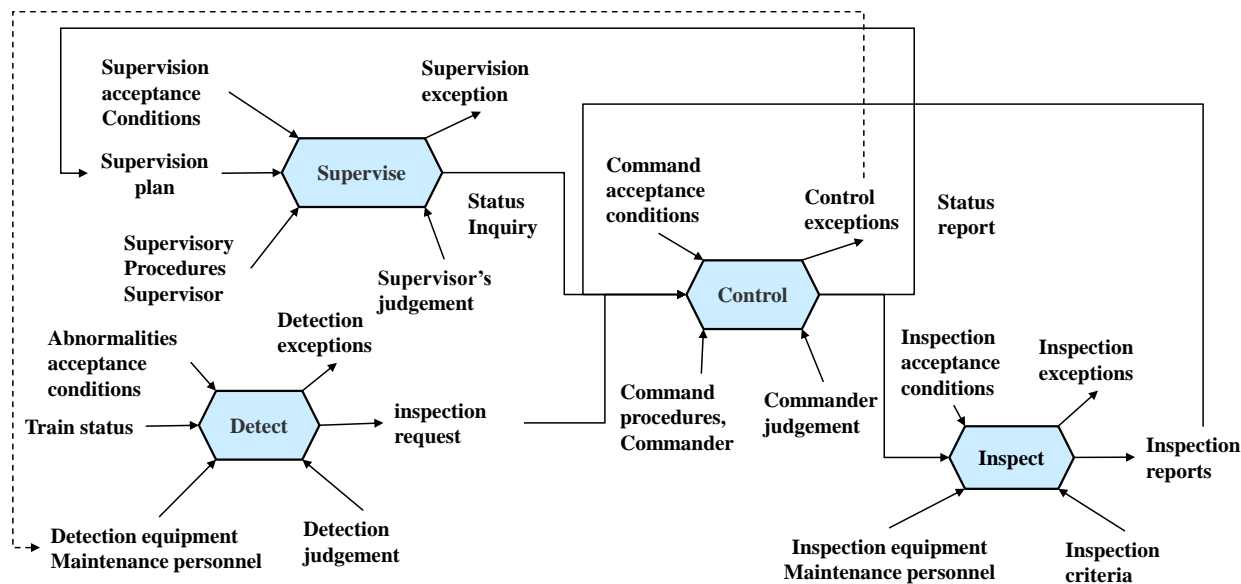 Supervision
acceptance
Conditions
Supervision
exception
Supervision
plan
Supervise
Status
Inquiry
Supervisory
Procedures
Supervisor
Supervisor's
judgement
Command
acceptance
conditions
Control
exceptions
Status
report
Control
Command
procedures,
Commander
Commander
judgement
Abnormalities
acceptance
conditions
Detection
exceptions
Train status
Detect
inspection
request
Detection equipment
Maintenance personnel
Detection
judgement
Inspection
acceptance
conditions
Inspection
exceptions
Inspect
Inspection
reports
Inspection equipment
Maintenance personnel
Inspection
criteria